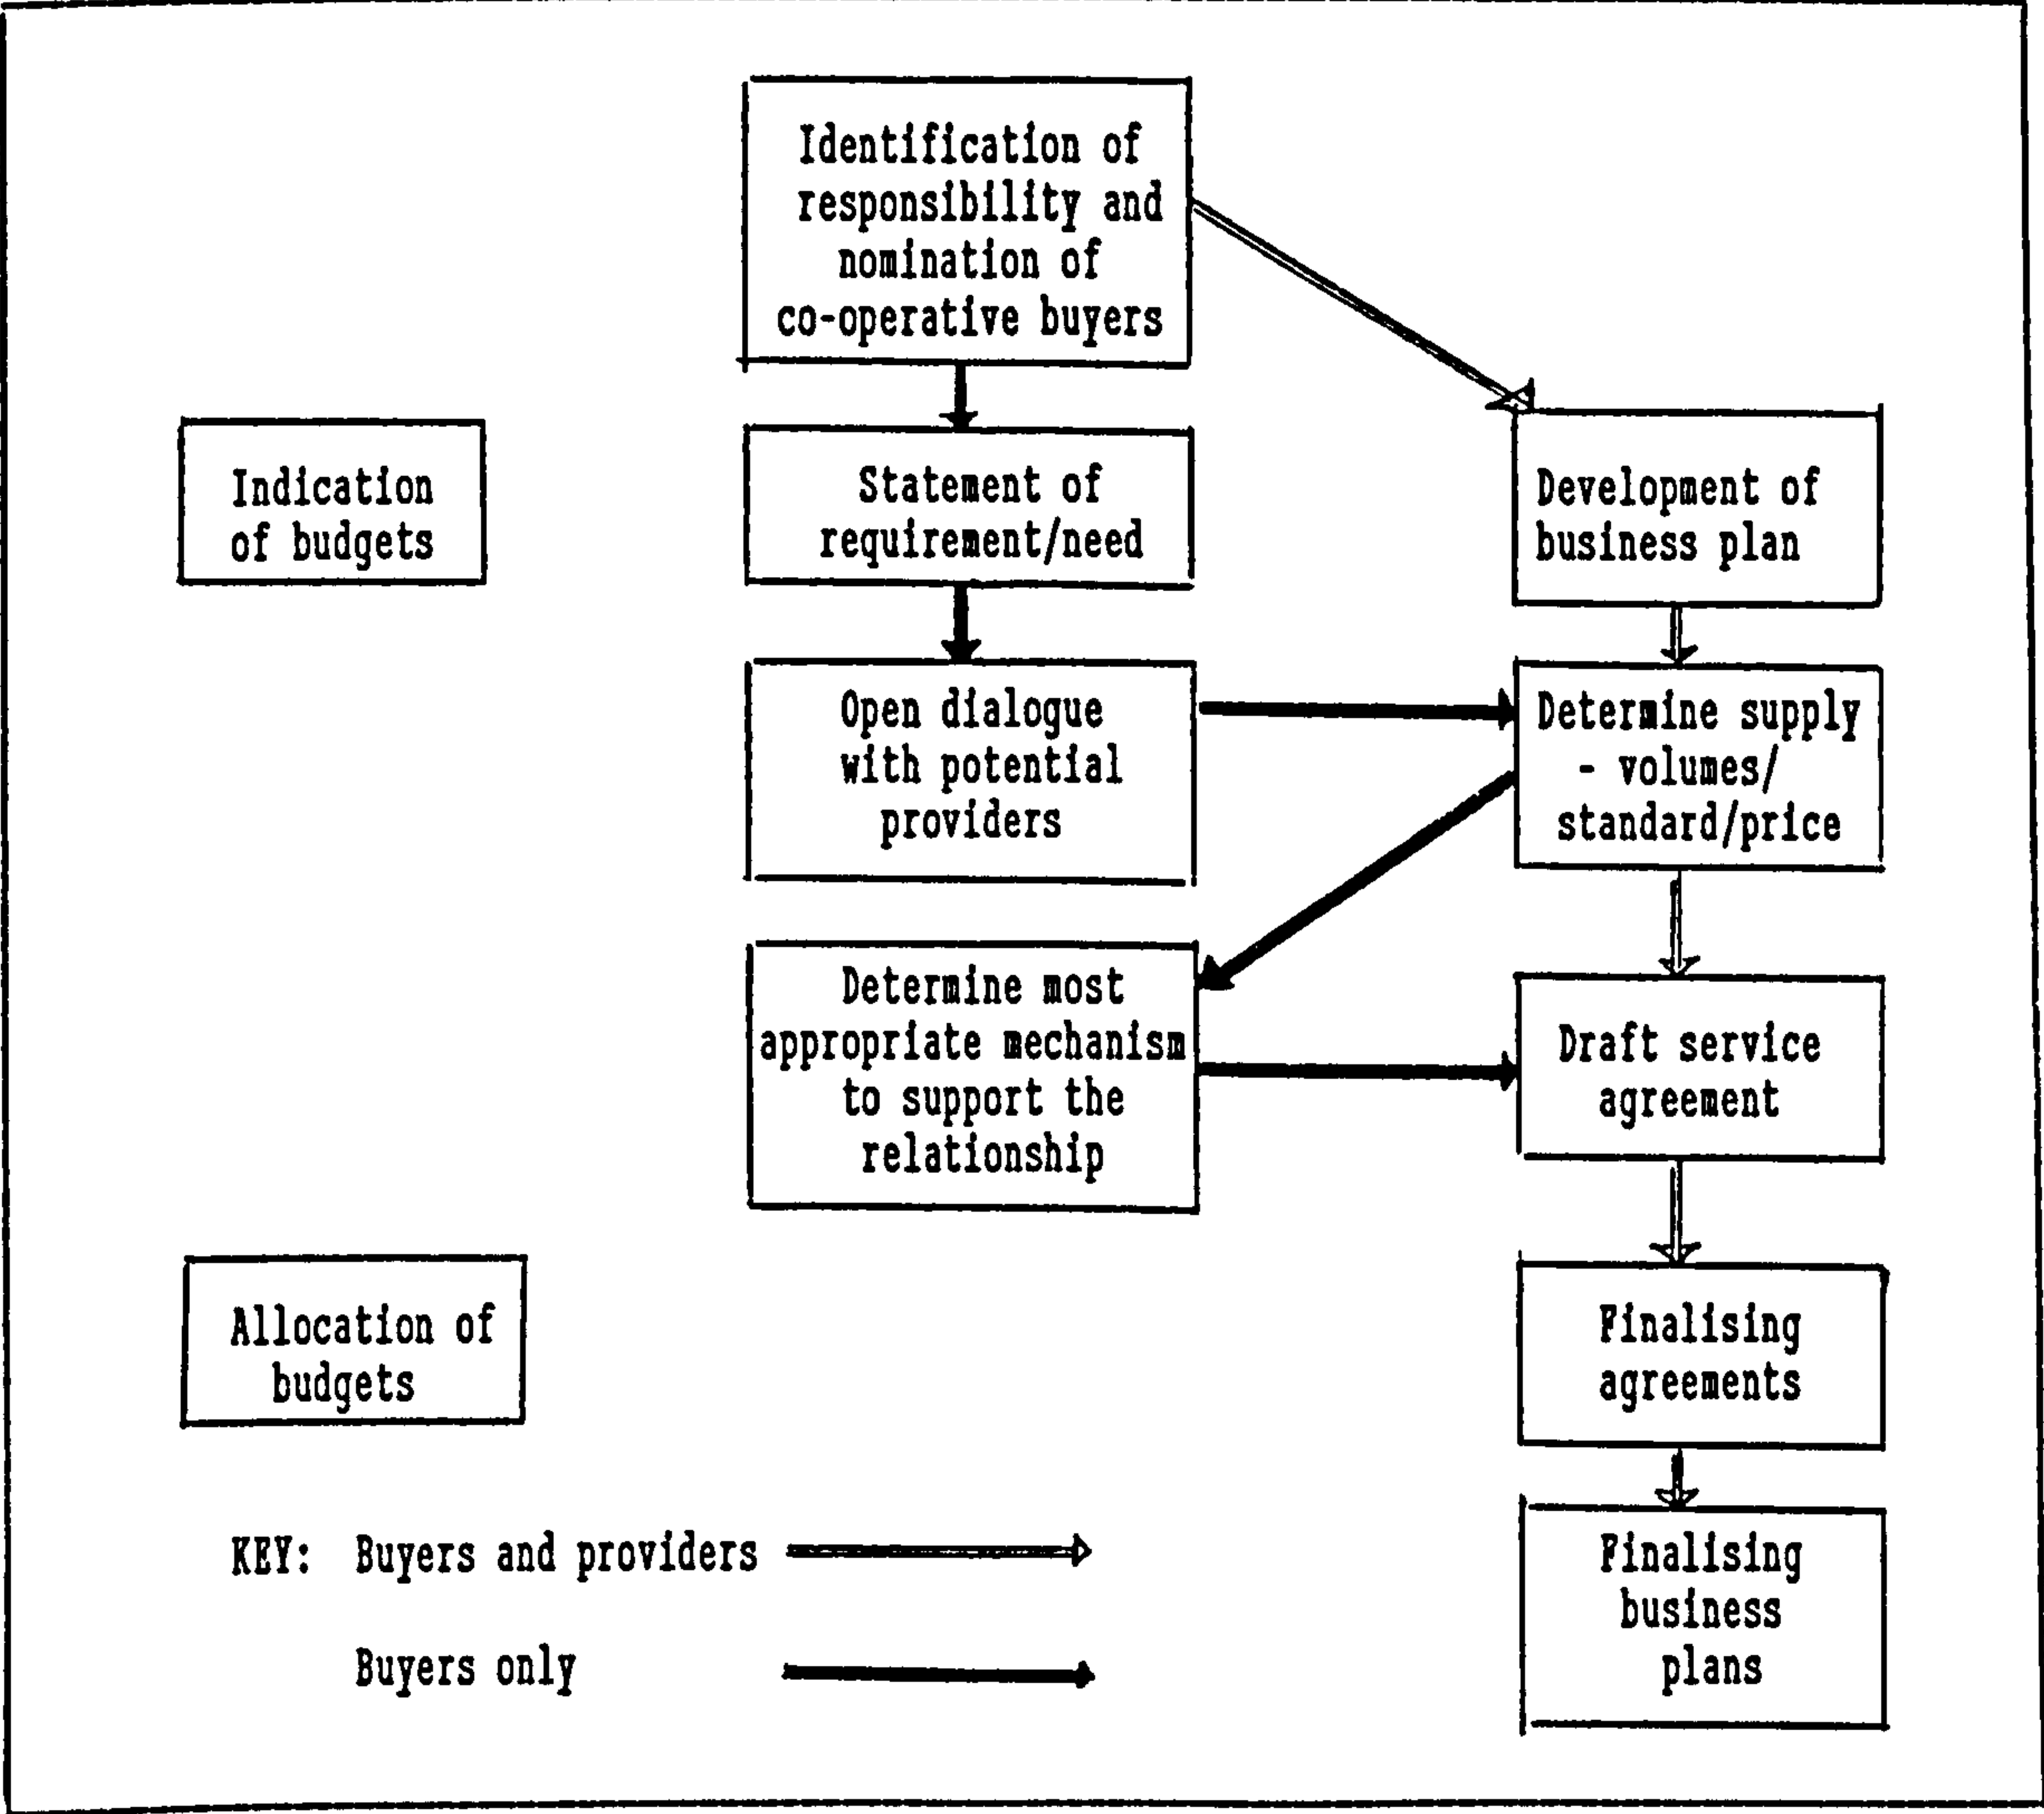 Identification of
responsibility and
nomination of
co-operative buyers
Indication
of budgets
Statement of
requirement/need
Development of
business plan
Open dialogue
with potential
providers
Determine supply
- volumes/
standard/price
Determine most
appropriate mechanism
to support the
relationship
Draft service
agreement
Allocation of
budgets
Finalising
agreements
KEY: Buyers and providers
Buyers only
Finalising
business
plans